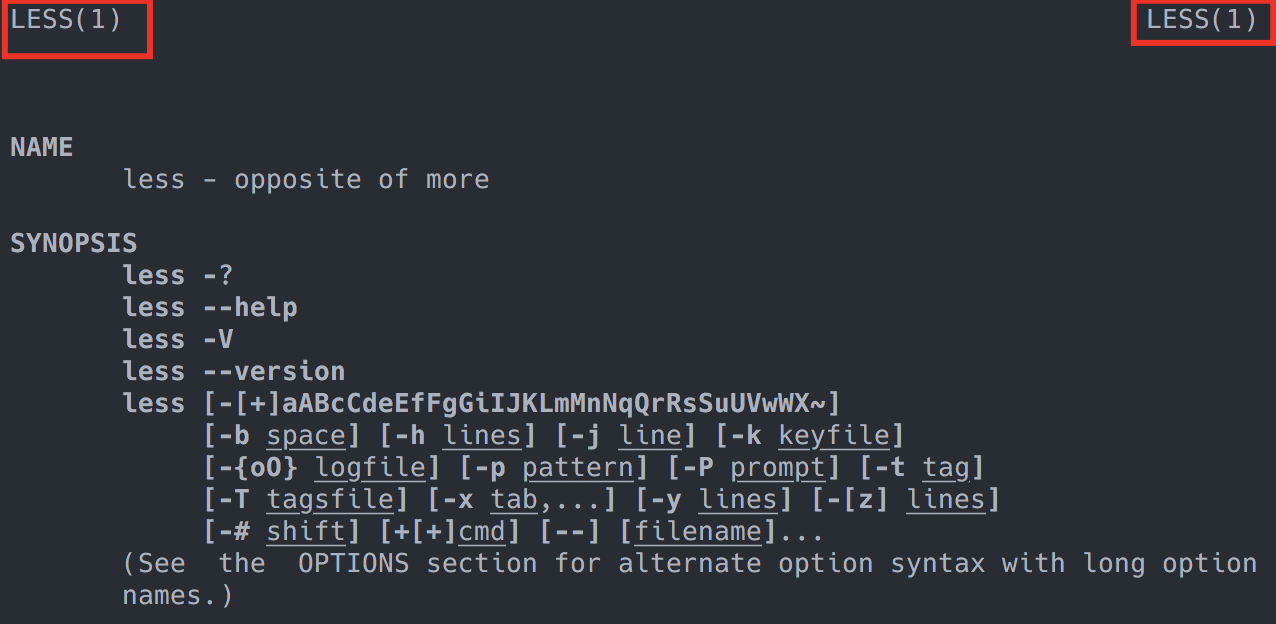 LESS(1) LESS(1)
NAME
less - opposite of more
SYNOPSIS
less -?
less --help
less -V
less --version
less [-[+]aABcCdeEfFgGiIJKLmMnNqQrRsSuUVwWX~]
[-b space] [-h lines] [-j line] [-k keyfile]
[-{oO} logfile] [-p pattern] [-P prompt] [-t tag]
[-T tagsfile] [-x tab,...] [-y lines] [-[z] lines]
[-# shift] [+[+]cmd] [--] [filename]...
(See the OPTIONS section for alternate option syntax with long option
names.)